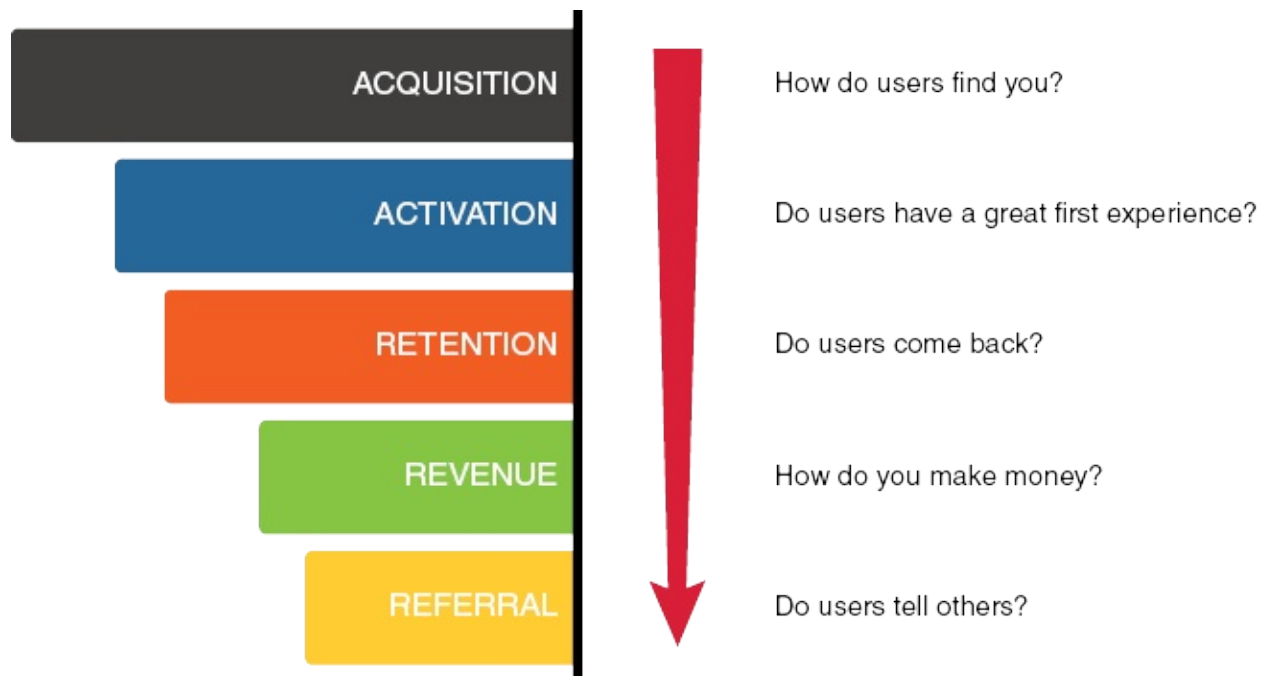 ACQUISITION
How do users find you?
ACTIVATION
Do users have a great first experience?
RETENTION
Do users come back?
REVENUE
How do you make money?
REFERRAL
Do users tell others?